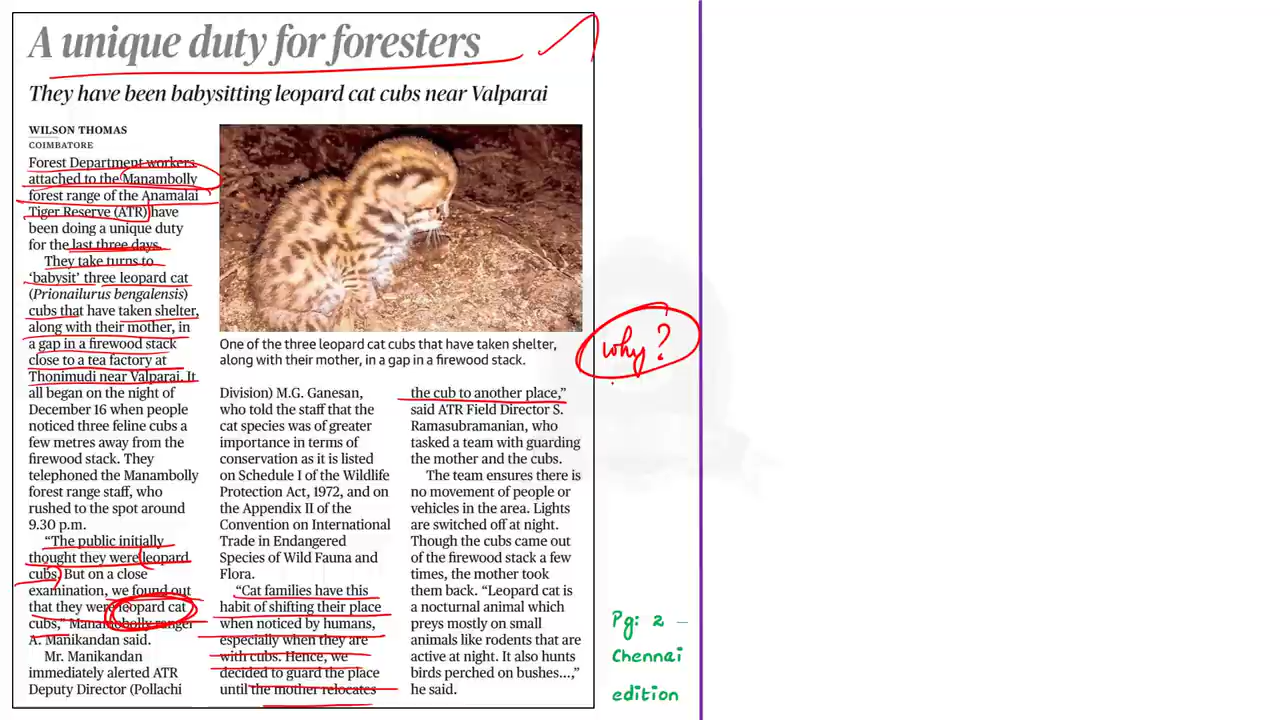 A unique duty for foresters
They have been babysitting leopard cat cubs near Valparai
WILSON THOMAS
COIMBATORE
Forest Department workers
attached to the Manambolly
forest range of the Anamalai
Tiger Reserve (ATR) have
been doing a unique duty
for the last three days.
They take turns to
‘babysit’ three leopard cat
(Prionailurus bengalensis)
cubs that have taken shelter,
along with their mother, in
a gap in a firewood stack
close to a tea factory at
Thonimudi near Valparai. It
all began on the night of
December 16 when people
noticed three feline cubs a
few metres away from the
firewood stack. They
telephoned the Manambolly
forest range staff, who
rushed to the spot around
9.30 p.m.
“The public initially
thought they were leopard
cubs. But on a close
examination, we found out
that they were leopard cat
cubs,” Manambolly ranger
A. Manikandan said.
Mr. Manikandan
immediately alerted ATR
Deputy Director (Pollachi
One of the three leopard cat cubs that have taken shelter,
along with their mother, in a gap in a firewood stack.
Division) M.G. Ganesan,
who told the staff that the
cat species was of greater
importance in terms of
conservation as it is listed
on Schedule I of the Wildlife
Protection Act, 1972, and on
the Appendix II of the
Convention on International
Trade in Endangered
Species of Wild Fauna and
Flora.
“Cat families have this
habit of shifting their place
when noticed by humans,
especially when they are
with cubs. Hence, we
decided to guard the place
until the mother relocates
the cub to another place,”
said ATR Field Director S.
Ramasubramanian, who
tasked a team with guarding
the mother and the cubs.
The team ensures there is
no movement of people or
vehicles in the area. Lights
are switched off at night.
Though the cubs came out
of the firewood stack a few
times, the mother took
them back. “Leopard cat is
a nocturnal animal which
preys mostly on small
animals like rodents that are
active at night. It also hunts
birds perched on bushes...,”
he said.
why?
Pg: 2 –
Chennai
edition